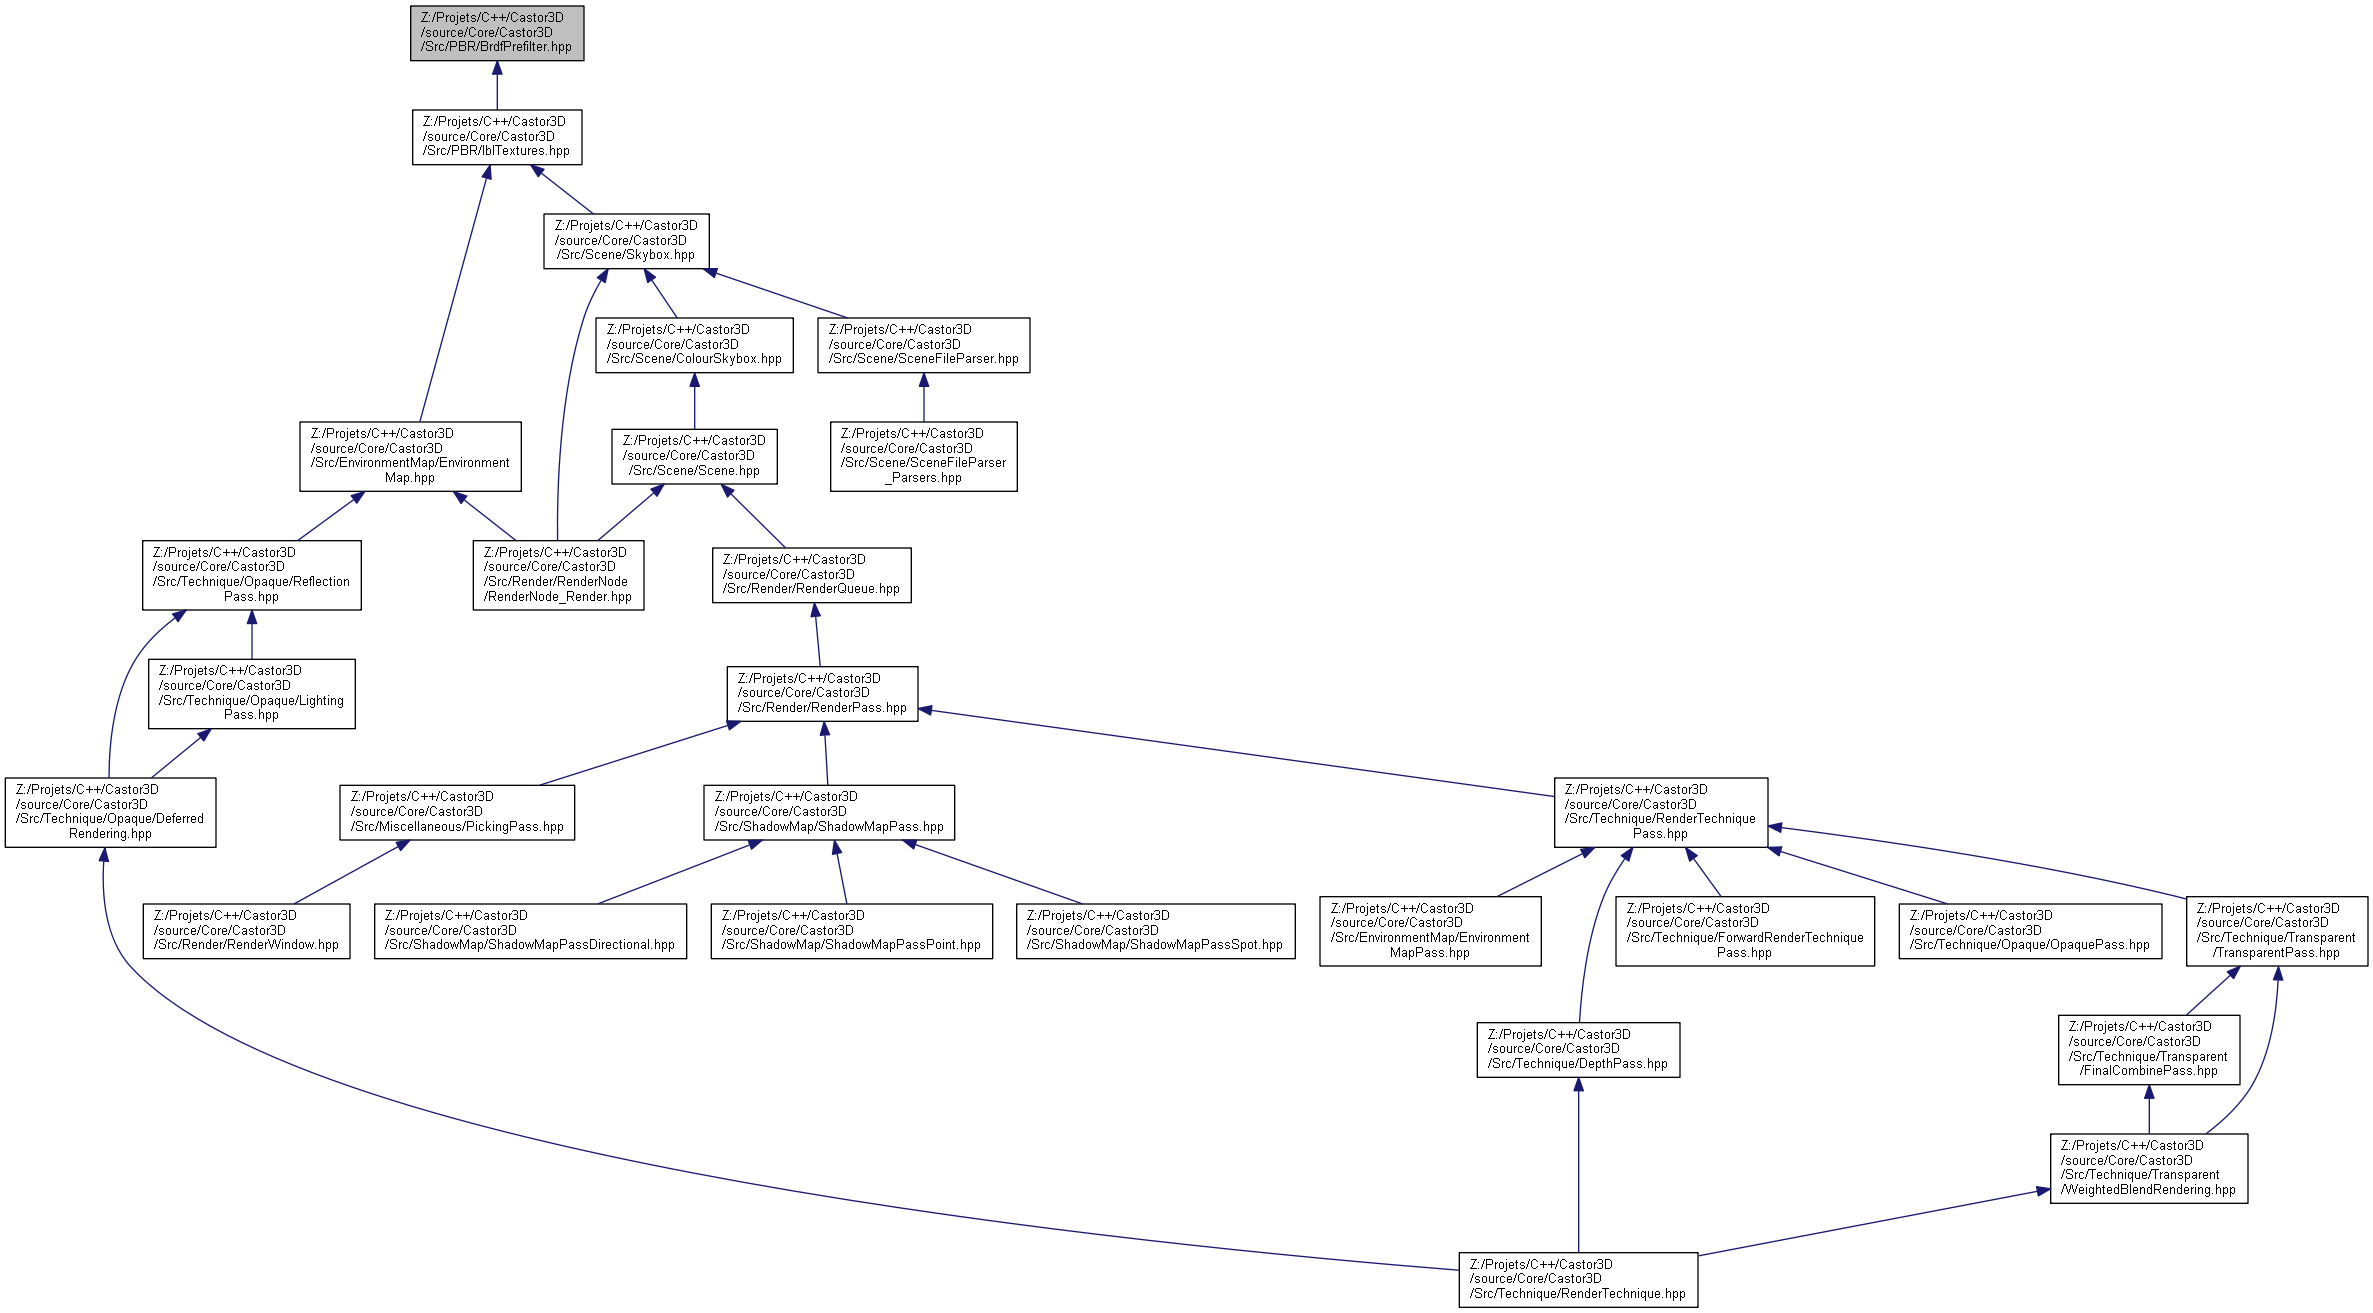 Z:/Projets/C++/Castor3D
/source/Core/Castor3D
/Src/PBR/BrdfPrefilter.hpp
Z:/Projets/C++/Castor3D
/source/Core/Castor3D
/Src/PBR/IblTextures.hpp
Z:/Projets/C++/Castor3D
/source/Core/Castor3D
/Src/Scene/Skybox.hpp
Z:/Projets/C++/Castor3D
/source/Core/Castor3D
/Src/Scene/ColourSkybox.hpp
Z:/Projets/C++/Castor3D
/source/Core/Castor3D
/Src/Scene/SceneFileParser.hpp
Z:/Projets/C++/Castor3D
/source/Core/Castor3D
/Src/EnvironmentMap/Environment
Map.hpp
Z:/Projets/C++/Castor3D
/source/Core/Castor3D
/Src/Scene/Scene.hpp
Z:/Projets/C++/Castor3D
/source/Core/Castor3D
/Src/Scene/SceneFileParser
_Parsers.hpp
Z:/Projets/C++/Castor3D
/source/Core/Castor3D
/Src/Technique/Opaque/Reflection
Pass.hpp
Z:/Projets/C++/Castor3D
/source/Core/Castor3D
/Src/Render/RenderNode
/RenderNode_Render.hpp
Z:/Projets/C++/Castor3D
/source/Core/Castor3D
/Src/Render/RenderQueue.hpp
Z:/Projets/C++/Castor3D
/source/Core/Castor3D
/Src/Technique/Opaque/Lighting
Pass.hpp
Z:/Projets/C++/Castor3D
/source/Core/Castor3D
/Src/Render/RenderPass.hpp
Z:/Projets/C++/Castor3D
/source/Core/Castor3D
/Src/Technique/Opaque/Deferred
Rendering.hpp
Z:/Projets/C++/Castor3D
/source/Core/Castor3D
/Src/Miscellaneous/PickingPass.hpp
Z:/Projets/C++/Castor3D
/source/Core/Castor3D
/Src/ShadowMap/ShadowMapPass.hpp
Z:/Projets/C++/Castor3D
/source/Core/Castor3D
/Src/Technique/RenderTechnique
Pass.hpp
Z:/Projets/C++/Castor3D
/source/Core/Castor3D
/Src/Render/RenderWindow.hpp
Z:/Projets/C++/Castor3D
/source/Core/Castor3D
/Src/ShadowMap/ShadowMapPassDirectional.hpp
Z:/Projets/C++/Castor3D
/source/Core/Castor3D
/Src/ShadowMap/ShadowMapPassPoint.hpp
Z:/Projets/C++/Castor3D
/source/Core/Castor3D
/Src/ShadowMap/ShadowMapPassSpot.hpp
Z:/Projets/C++/Castor3D
/source/Core/Castor3D
/Src/EnvironmentMap/Environment
MapPass.hpp
Z:/Projets/C++/Castor3D
/source/Core/Castor3D
/Src/Technique/ForwardRenderTechnique
Pass.hpp
Z:/Projets/C++/Castor3D
/source/Core/Castor3D
/Src/Technique/Opaque/OpaquePass.hpp
Z:/Projets/C++/Castor3D
/source/Core/Castor3D
/Src/Technique/Transparent
/TransparentPass.hpp
Z:/Projets/C++/Castor3D
/source/Core/Castor3D
/Src/Technique/DepthPass.hpp
Z:/Projets/C++/Castor3D
/source/Core/Castor3D
/Src/Technique/Transparent
/FinalCombinePass.hpp
Z:/Projets/C++/Castor3D
/source/Core/Castor3D
/Src/Technique/Transparent
/WeightedBlendRendering.hpp
Z:/Projets/C++/Castor3D
/source/Core/Castor3D
/Src/Technique/RenderTechnique.hpp